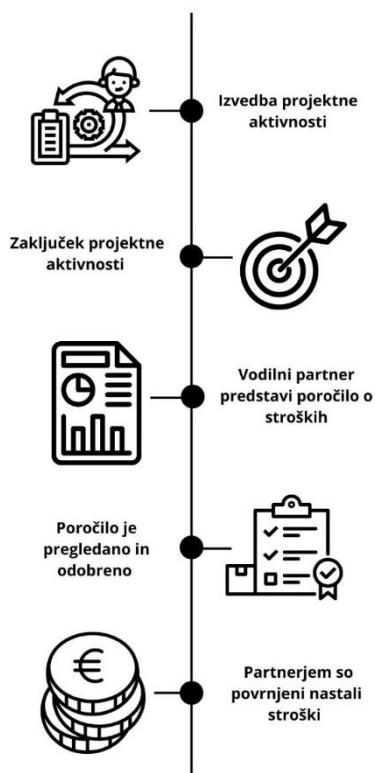 Izvedba projektne
aktivnosti
Zaključek projektne
aktivnosti
Vodilni partner
predstavi poročilo o
stroških
Poročilo je
pregledano in
odobreno
€
Partnerjem so
povrnjeni nastali
stroški